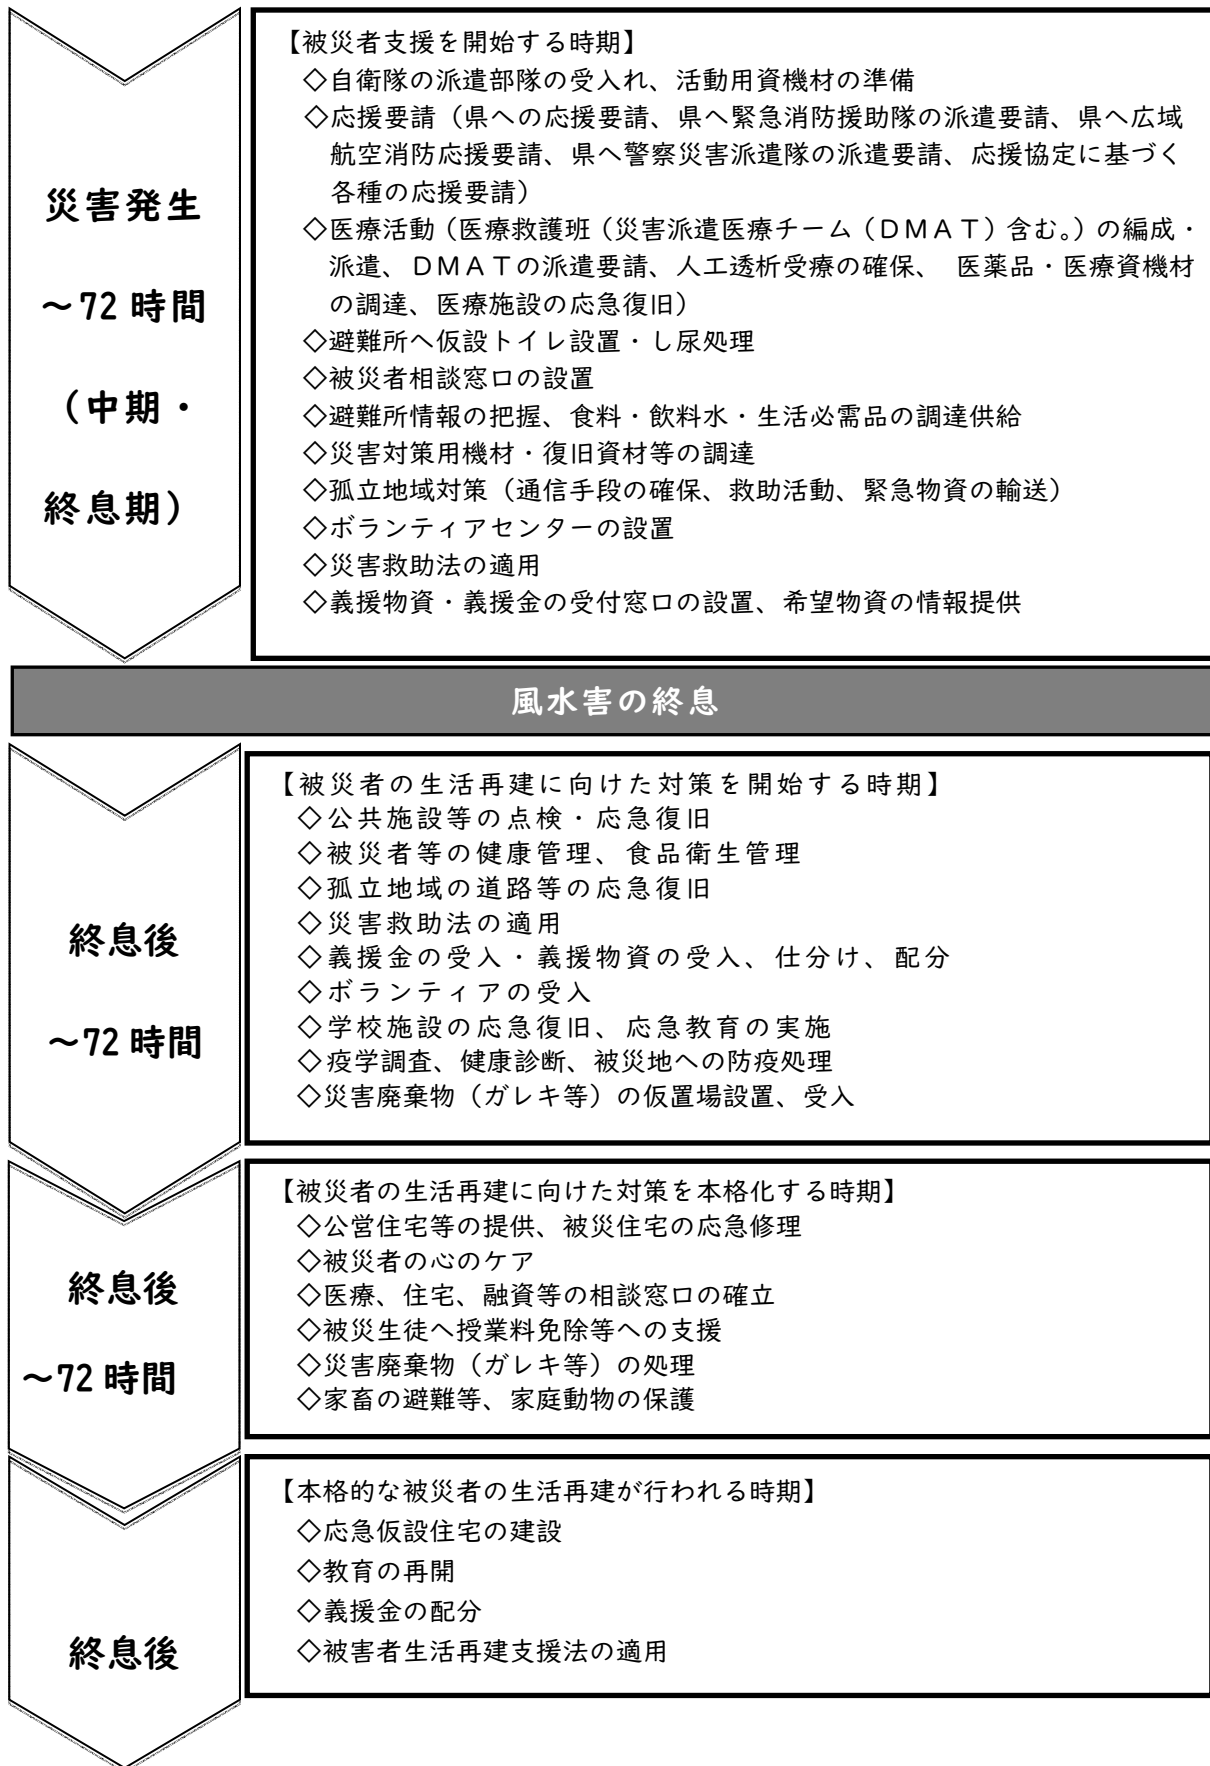 災害発生
～72時間
（中期・
終息期）
【被災者支援を開始する時期】
◇自衛隊の派遣部隊の受入れ、活動用資機材の準備
◇応援要請（県への応援要請、県へ緊急消防援助隊の派遣要請、県へ広域
航空消防応援要請、県へ警察災害派遣隊の派遣要請、応援協定に基づく
各種の応援要請）
◇医療活動（医療救護班（災害派遣医療チーム（ＤＭＡＴ）含む。）の編成・
派遣、ＤＭＡＴの派遣要請、人工透析受療の確保、　医薬品・医療資機材
の調達、医療施設の応急復旧）
◇避難所へ仮設トイレ設置・し尿処理
◇被災者相談窓口の設置
◇避難所情報の把握、食料・飲料水・生活必需品の調達供給
◇災害対策用機材・復旧資材等の調達
◇孤立地域対策（通信手段の確保、救助活動、緊急物資の輸送）
◇ボランティアセンターの設置
◇災害救助法の適用
◇義援物資・義援金の受付窓口の設置、希望物資の情報提供
風水害の終息
終息後
～72時間
【被災者の生活再建に向けた対策を開始する時期】
◇公共施設等の点検・応急復旧
◇被災者等の健康管理、食品衛生管理
◇孤立地域の道路等の応急復旧
◇災害救助法の適用
◇義援金の受入・義援物資の受入、仕分け、配分
◇ボランティアの受入
◇学校施設の応急復旧、応急教育の実施
◇疫学調査、健康診断、被災地への防疫処理
◇災害廃棄物（ガレキ等）の仮置場設置、受入
終息後
～72時間
【被災者の生活再建に向けた対策を本格化する時期】
◇公営住宅等の提供、被災住宅の応急修理
◇被災者の心のケア
◇医療、住宅、融資等の相談窓口の確立
◇被災生徒へ授業料免除等への支援
◇災害廃棄物（ガレキ等）の処理
◇家畜の避難等、家庭動物の保護
終息後
【本格的な被災者の生活再建が行われる時期】
◇応急仮設住宅の建設
◇教育の再開
◇義援金の配分
◇被害者生活再建支援法の適用